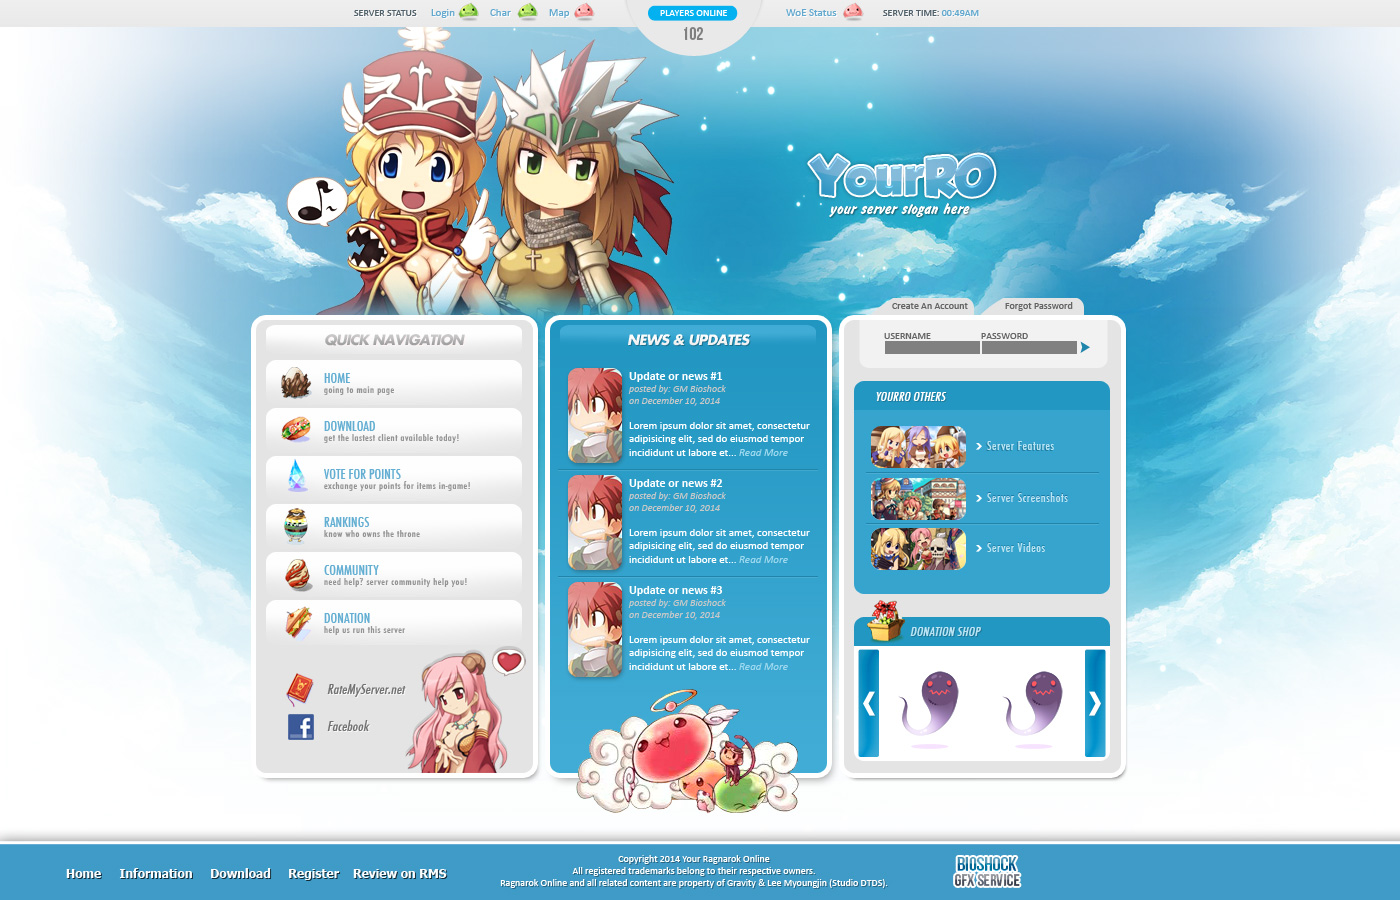 SERVER STATUS Login Char Map PLAYERS ONLINE WoE Status SERVER TIME: 00:49AM
102
YourRO
your server slogan here
Create An Account Forgot Password
USERNAME PASSWORD
QUICK NAVIGATION
HOME
going to main page
DOWNLOAD
get the lastest client available today!
VOTE FOR POINTS
exchange your points for items in-game!
RANKINGS
know who owns the throne
COMMUNITY
need help? server community help you!
DONATION
help us run this server
RateMyServer.net
Facebook
NEWS & UPDATES
Update or news #1
posted by: GM Bioshock
on December 10, 2014
Lorem ipsum dolor sit amet, consectetur
adipisicing elit, sed do eiusmod tempor
incididunt ut labore et... Read More
Update or news #2
posted by: GM Bioshock
on December 10, 2014
Lorem ipsum dolor sit amet, consectetur
adipisicing elit, sed do eiusmod tempor
incididunt ut labore et... Read More
Update or news #3
posted by: GM Bioshock
on December 10, 2014
Lorem ipsum dolor sit amet, consectetur
adipisicing elit, sed do eiusmod tempor
incididunt ut labore et... Read More
YOURRO OTHERS
Server Features
Server Screenshots
Server Videos
DONATION SHOP
Home Information Download Register Review on RMS
Copyright 2014 Your Ragnarok Online
All registered trademarks belong to their respective owners.
Ragnarok Online and all related content are property of Gravity & Lee Myoungjin (Studio DTDS).
BIOSHOCK
GFX SERVICE